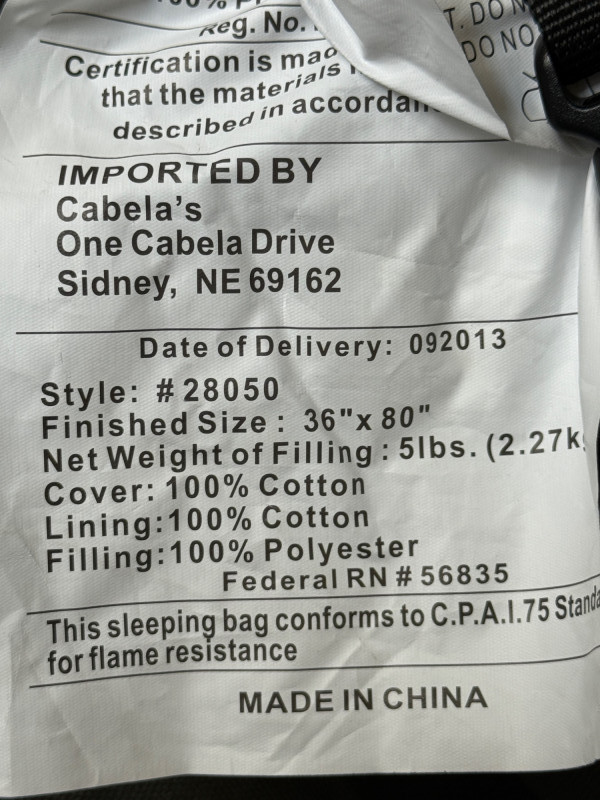 Reg. No.
T. DO
Certification is mad
DO NO
that the materials
described in accordan
IMPORTED BY
Cabela's
One Cabela Drive
Sidney, NE 69162
Date of Delivery: 092013
Style: # 28050
Finished Size : 36"x 80"
Net Weight of Filling : 5lbs. (2.27k
Cover: 100% Cotton
Lining:100% Cotton
Filling:100% Polyester
Federal RN # 56835
This sleeping bag conforms to C.P.A.I.75 Standa
for flame resistance
MADE IN CHINA